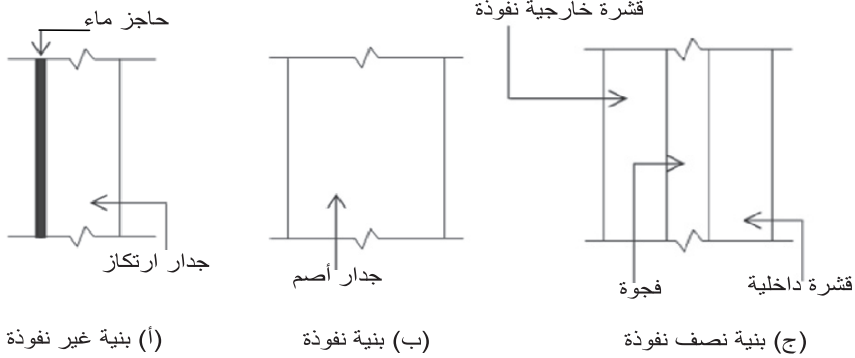 قشرة خارجية نفوذة
حاجز ماء
جدار ارتكاز
جدار أصم
فجوة
قشرة داخلية
(أ) بنية غير نفوذة
(ب) بنية نفوذة
(ج) بنية نصف نفوذة